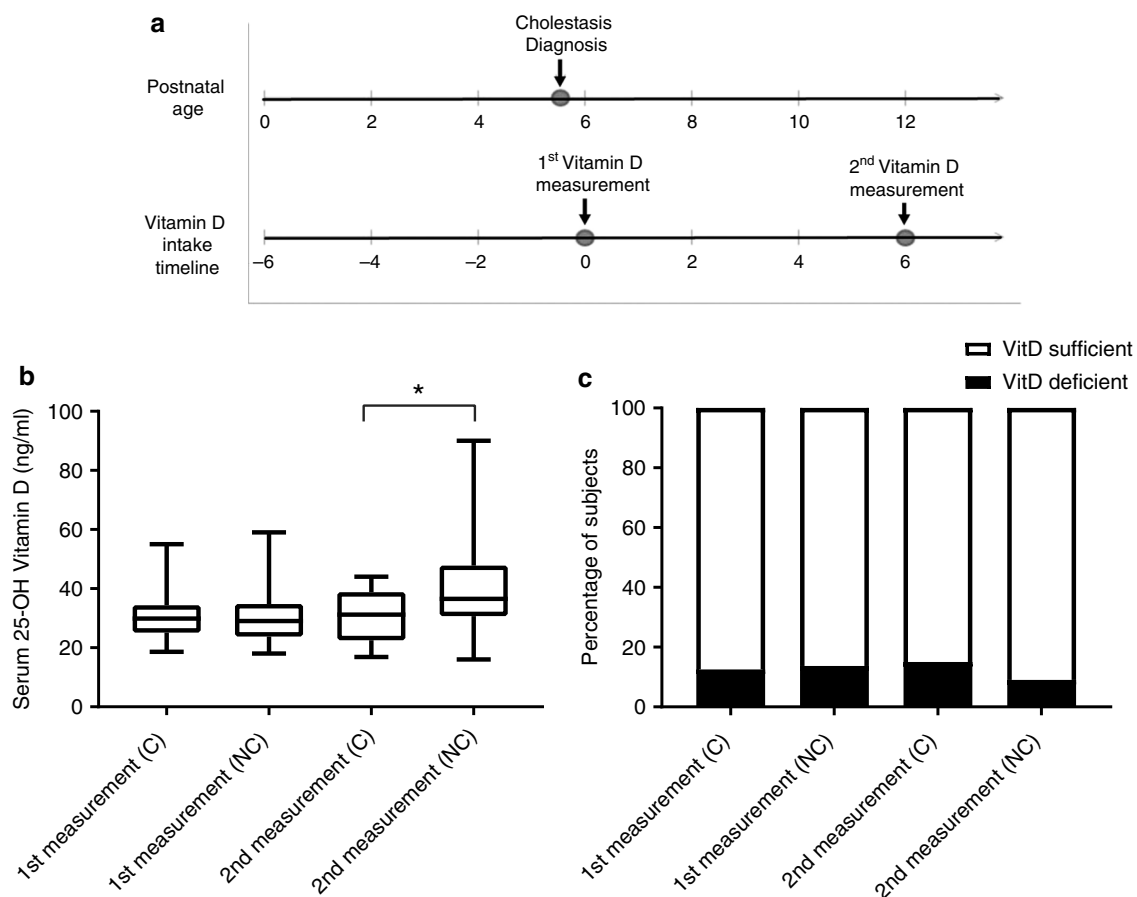 a
Cholestasis
Diagnosis
Postnatal
age
0 2 4 6 8 10 12
1st Vitamin D
measurement
2nd Vitamin D
measurement
Vitamin D
intake
timeline
–6 –4 –2 0 2 4 6
b
Serum 25-OH Vitamin D (ng/ml)
100
80
60
40
20
0
*
1st measurement (C)
1st measurement (NC)
2nd measurement (C)
2nd measurement (NC)
c
VitD sufficient
VitD deficient
Percentage of subjects
100
80
60
40
20
0
1st measurement (C)
1st measurement (NC)
2nd measurement (C)
2nd measurement (NC)